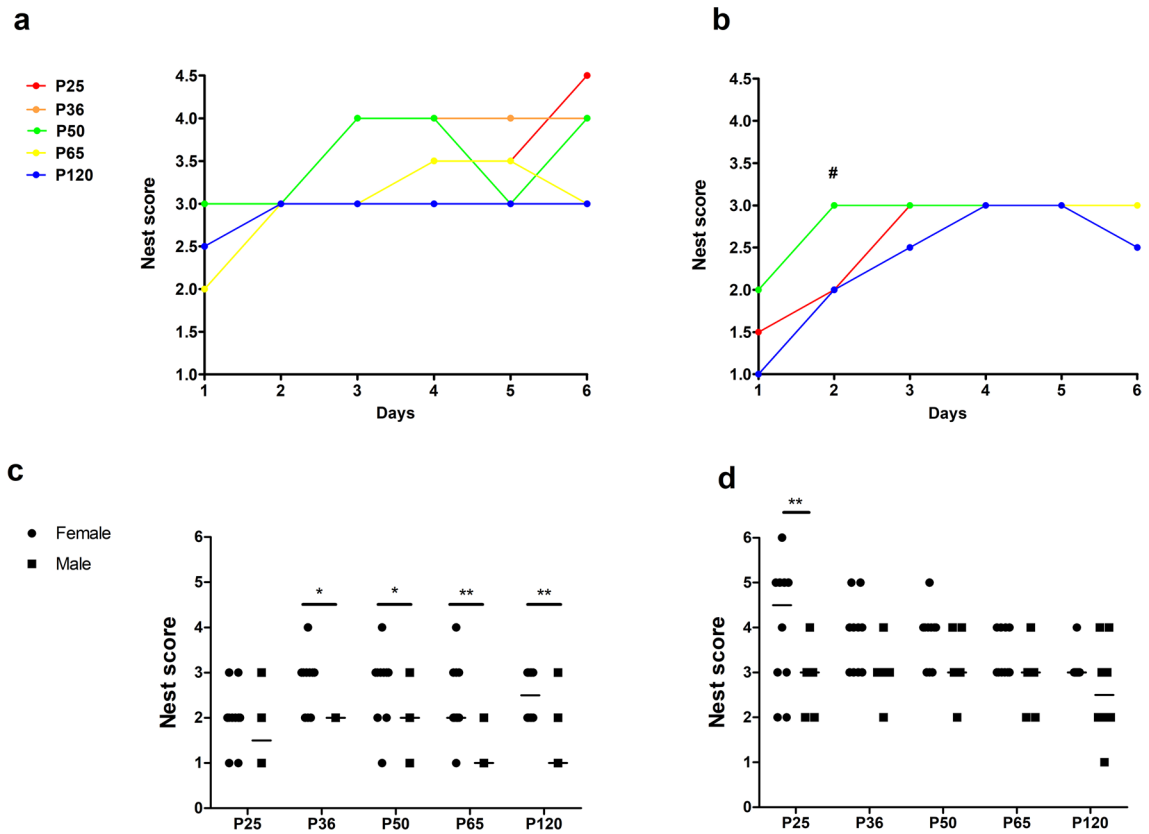 a
b
P25
P36
P50
P65
P120
4.5
4.0
3.5
3.0
2.5
2.0
1.5
1.0
Nest score
1 2 3 4 5 6
Days
4.5
4.0
3.5
3.0
2.5
2.0
1.5
1.0
Nest score
#
1 2 3 4 5 6
Days
c
Female
Male
6
5
4
3
2
1
0
Nest score
* * ** **
P25 P36 P50 P65 P120
d
**
6
5
4
3
2
1
0
Nest score
P25 P36 P50 P65 P120